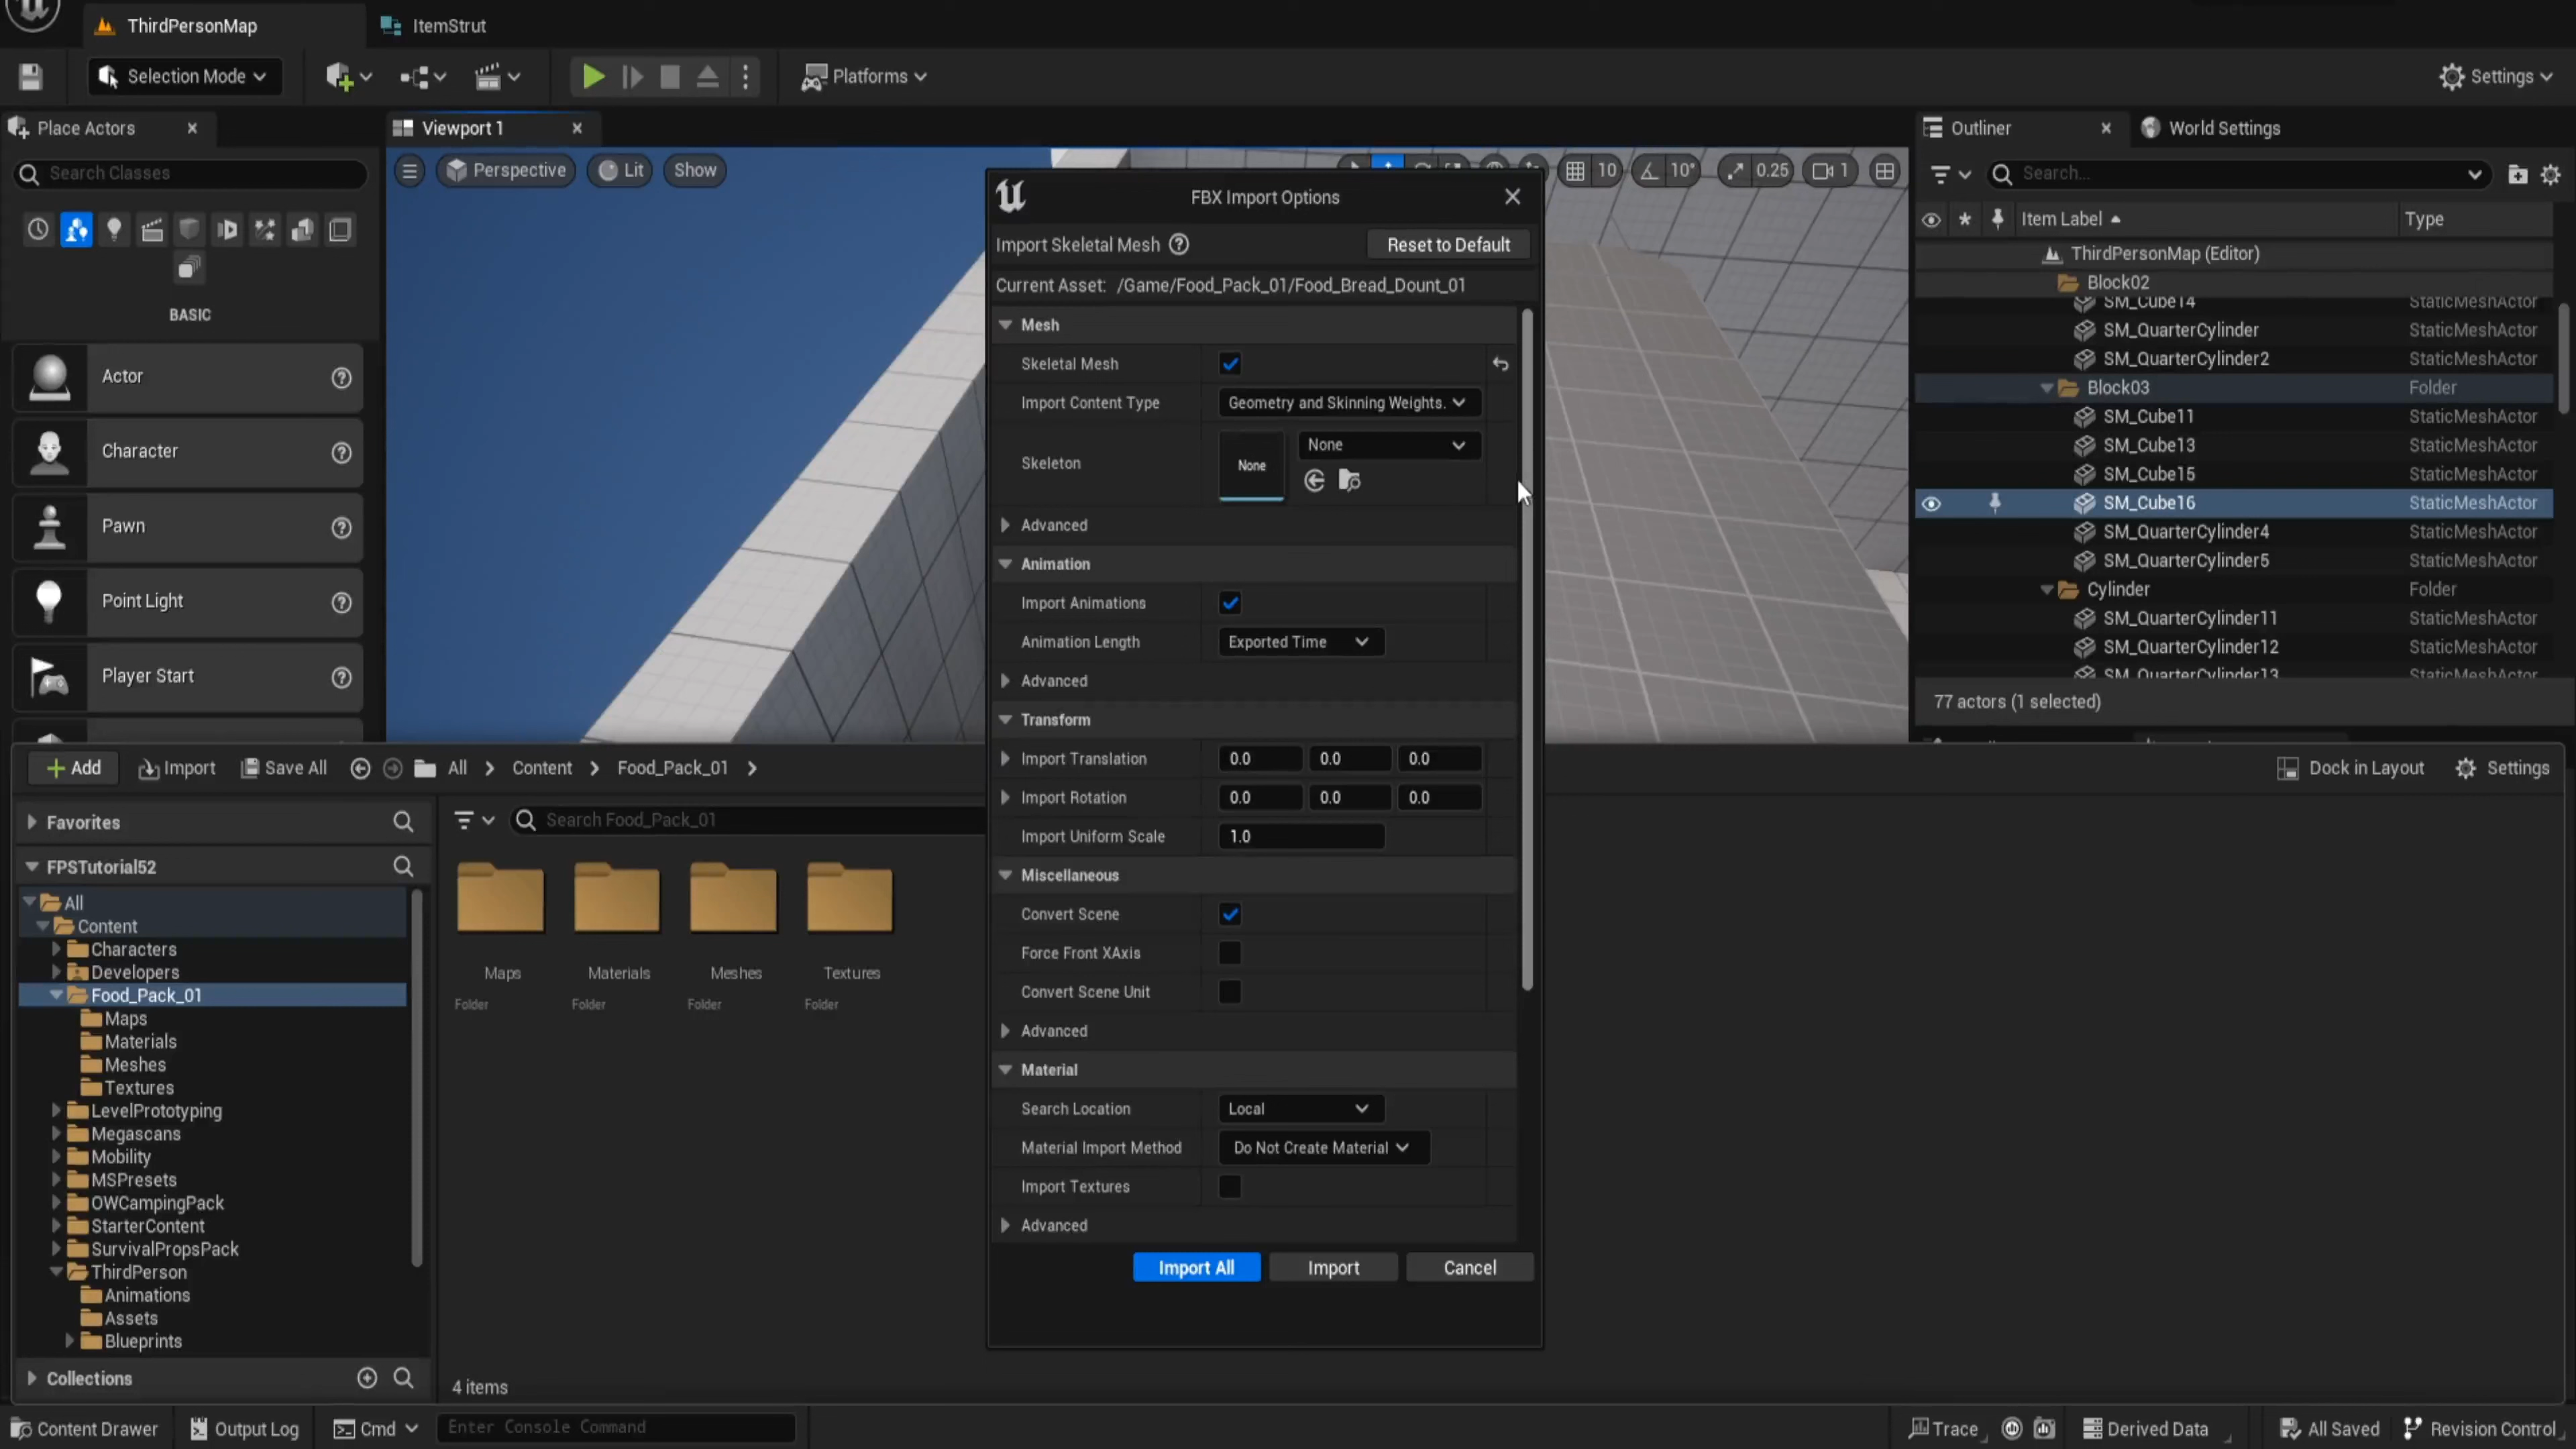 ThirdPersonMap
ItemStrut
Selection Mode
Platforms
Settings
Place Actors
Viewport 1
Outliner
World Settings
Search Classes
Perspective
Lit
Show
10
10°
0.25
1
Search...
Item Label
Type
BASIC
Actor
Character
Pawn
Point Light
Player Start
FBX Import Options
Import Skeletal Mesh
Reset to Default
Current Asset: /Game/Food_Pack_01/Food_Bread_Dount_01
Mesh
Skeletal Mesh
Import Content Type
Geometry and Skinning Weights.
Skeleton
None
None
Advanced
Animation
Import Animations
Animation Length
Exported Time
Advanced
Transform
Import Translation
0.0 0.0 0.0
Import Rotation
0.0 0.0 0.0
Import Uniform Scale
1.0
Miscellaneous
Convert Scene
Force Front XAxis
Convert Scene Unit
Advanced
Material
Search Location
Local
Material Import Method
Do Not Create Material
Import Textures
Advanced
Import All
Import
Cancel
ThirdPersonMap (Editor)
Block02
SM_Cube14 StaticMeshActor
SM_QuarterCylinder StaticMeshActor
SM_QuarterCylinder2 StaticMeshActor
Block03 Folder
SM_Cube11 StaticMeshActor
SM_Cube13 StaticMeshActor
SM_Cube15 StaticMeshActor
SM_Cube16 StaticMeshActor
SM_QuarterCylinder4 StaticMeshActor
SM_QuarterCylinder5 StaticMeshActor
Cylinder Folder
SM_QuarterCylinder11 StaticMeshActor
SM_QuarterCylinder12 StaticMeshActor
SM_QuarterCylinder13 StaticMeshActor
77 actors (1 selected)
Add
Import
Save All
All
Content
Food_Pack_01
Dock in Layout
Settings
Favorites
FPSTutorial52
All
Content
Characters
Developers
Food_Pack_01
Maps
Materials
Meshes
Textures
LevelPrototyping
Megascans
Mobility
MSPresets
OWCampingPack
StarterContent
SurvivalPropsPack
ThirdPerson
Animations
Assets
Blueprints
Collections
Search Food_Pack_01
Maps
Materials
Meshes
Textures
Folder
Folder
Folder
Folder
4 items
Content Drawer
Output Log
Cmd
Enter Console Command
Trace
Derived Data
All Saved
Revision Control